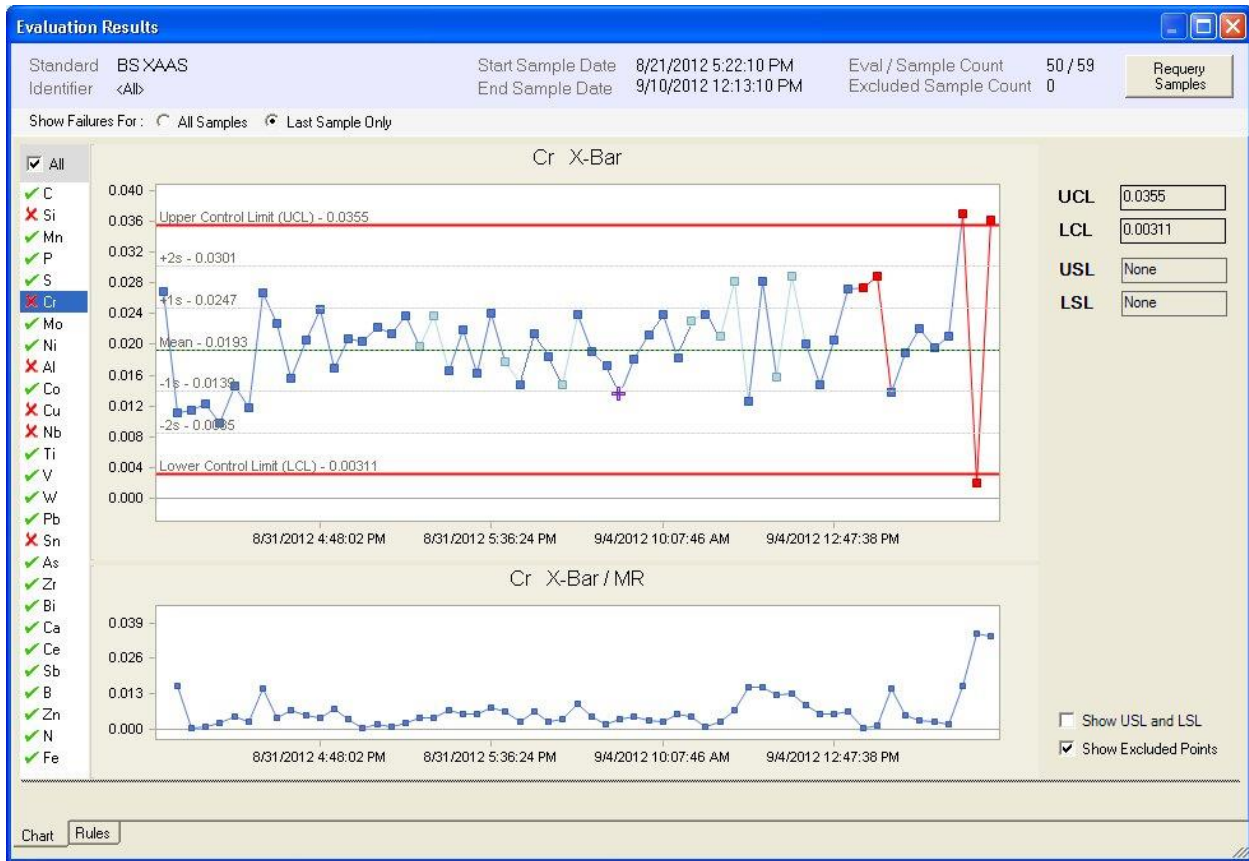 Evaluation Results
Standard BS XAAS Start Sample Date 8/21/2012 5:22:10 PM Eval / Sample Count 50 / 59 Requery Samples
Identifier <All> End Sample Date 9/10/2012 12:13:10 PM Excluded Sample Count 0
Show Failures For : All Samples Last Sample Only
All
C
Si
Mn
P
S
Cr
Mo
Ni
Al
Co
Cu
Nb
Ti
V
W
Pb
Sn
As
Zr
Bi
Ca
Ce
Sb
B
Zn
N
Fe
Cr X-Bar
0.040
0.036 Upper Control Limit (UCL) - 0.0355
0.032
+2s - 0.0301
0.028
+1s - 0.0247
0.024
0.020 Mean - 0.0193
0.016
-1s - 0.0139
0.012
-2s - 0.0085
0.008
0.004 Lower Control Limit (LCL) - 0.00311
0.000
8/31/2012 4:48:02 PM 8/31/2012 5:36:24 PM 9/4/2012 10:07:46 AM 9/4/2012 12:47:38 PM
Cr X-Bar / MR
0.039
0.026
0.013
0.000
8/31/2012 4:48:02 PM 8/31/2012 5:36:24 PM 9/4/2012 10:07:46 AM 9/4/2012 12:47:38 PM
UCL 0.0355
LCL 0.00311
USL None
LSL None
Show USL and LSL
Show Excluded Points
Chart Rules